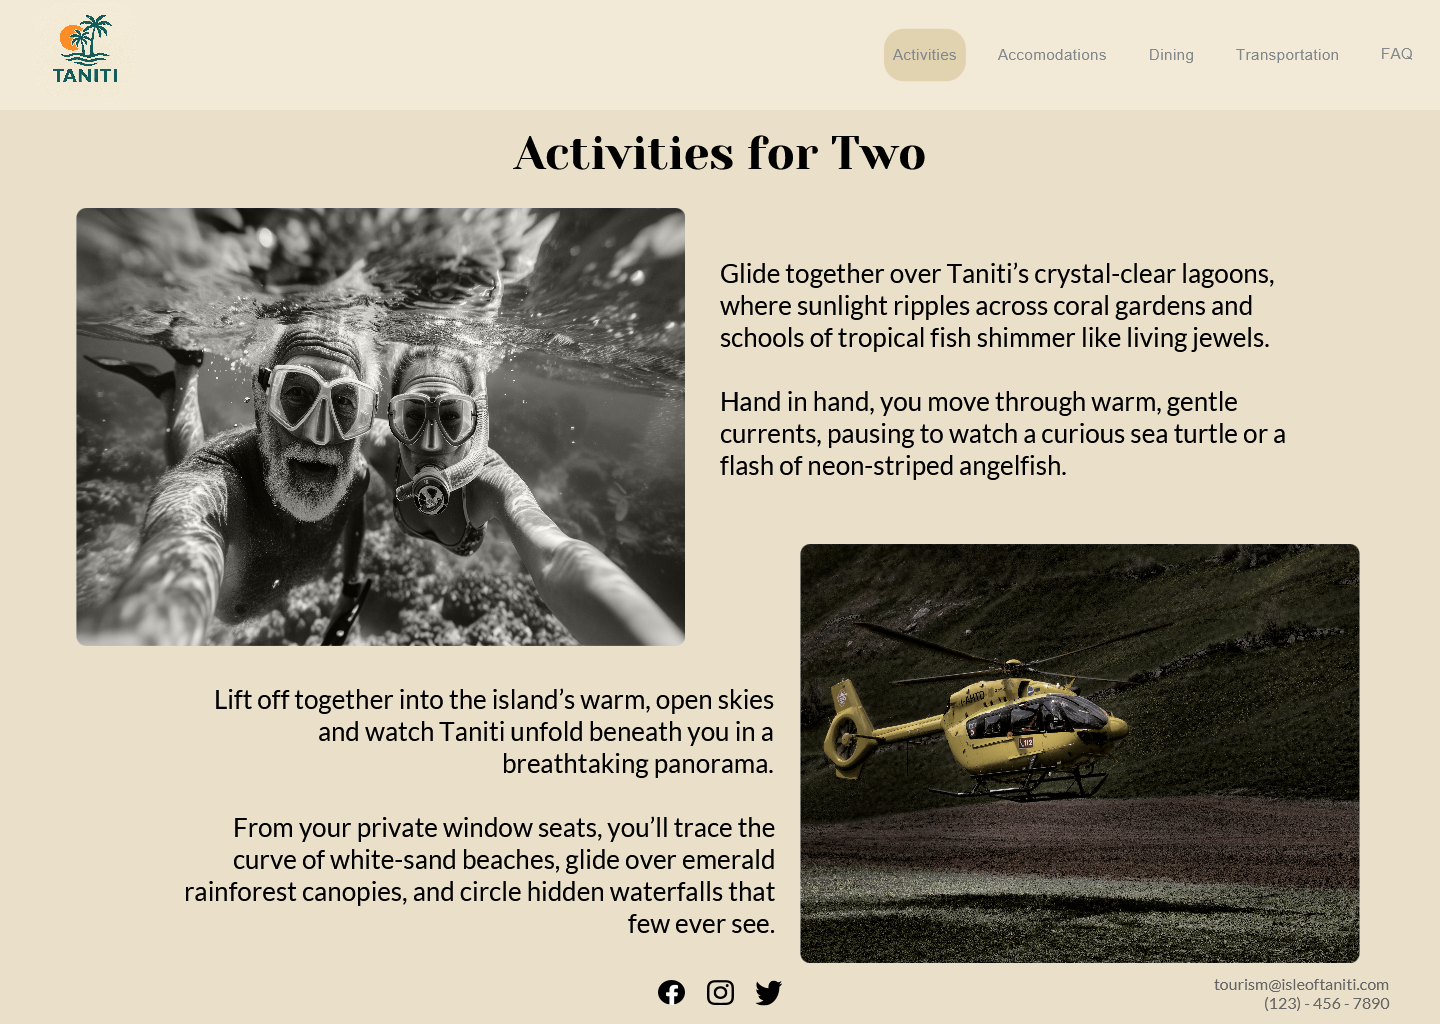 TANITI
Activities
Accomodations
Dining
Transportation
FAQ
Activities for Two
Glide together over Taniti’s crystal-clear lagoons,
where sunlight ripples across coral gardens and
schools of tropical fish shimmer like living jewels.
Hand in hand, you move through warm, gentle
currents, pausing to watch a curious sea turtle or a
flash of neon-striped angelfish.
Lift off together into the island’s warm, open skies
and watch Taniti unfold beneath you in a
breathtaking panorama.
From your private window seats, you’ll trace the
curve of white-sand beaches, glide over emerald
rainforest canopies, and circle hidden waterfalls that
few ever see.
112
tourism@isleoftaniti.com
(123) - 456 - 7890